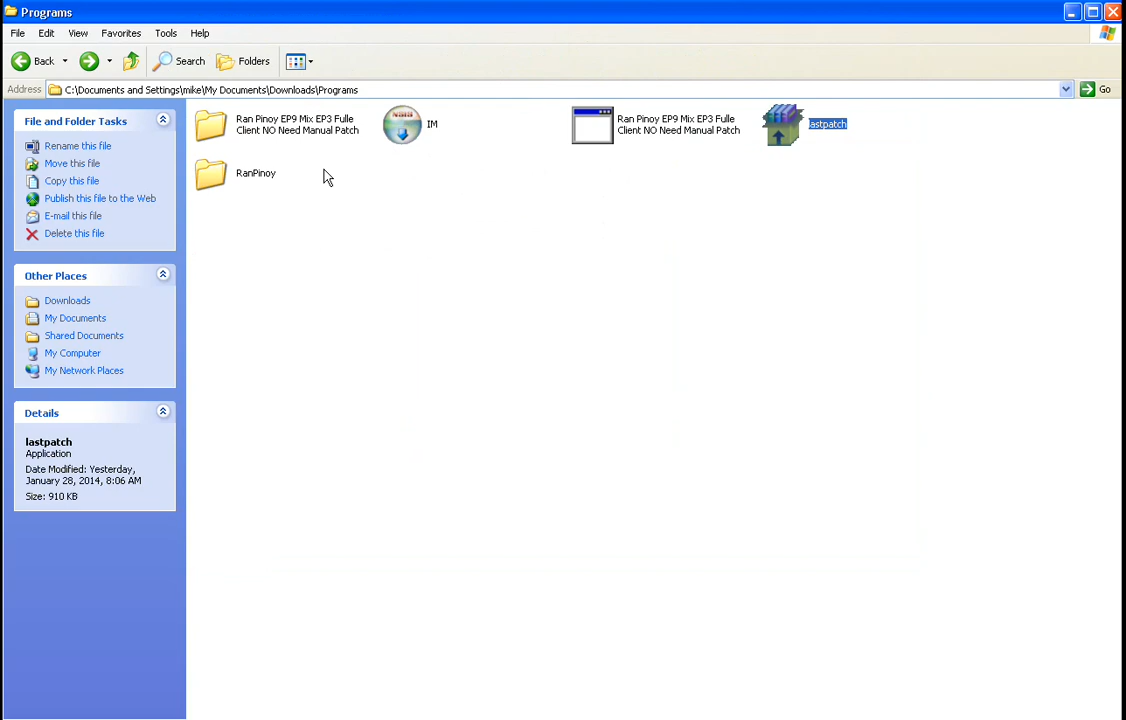 Programs
File Edit View Favorites Tools Help
Back Search Folders
Address C:\Documents and Settings\mike\My Documents\Downloads\Programs Go
File and Folder Tasks
Rename this file
Move this file
Copy this file
Publish this file to the Web
E-mail this file
Delete this file
Other Places
Downloads
My Documents
Shared Documents
My Computer
My Network Places
Details
lastpatch
Application
Date Modified: Yesterday,
January 28, 2014, 8:06 AM
Size: 910 KB
Ran Pinoy EP9 Mix EP3 Fulle
Client NO Need Manual Patch
IM
Ran Pinoy EP9 Mix EP3 Fulle
Client NO Need Manual Patch
lastpatch
RanPinoy